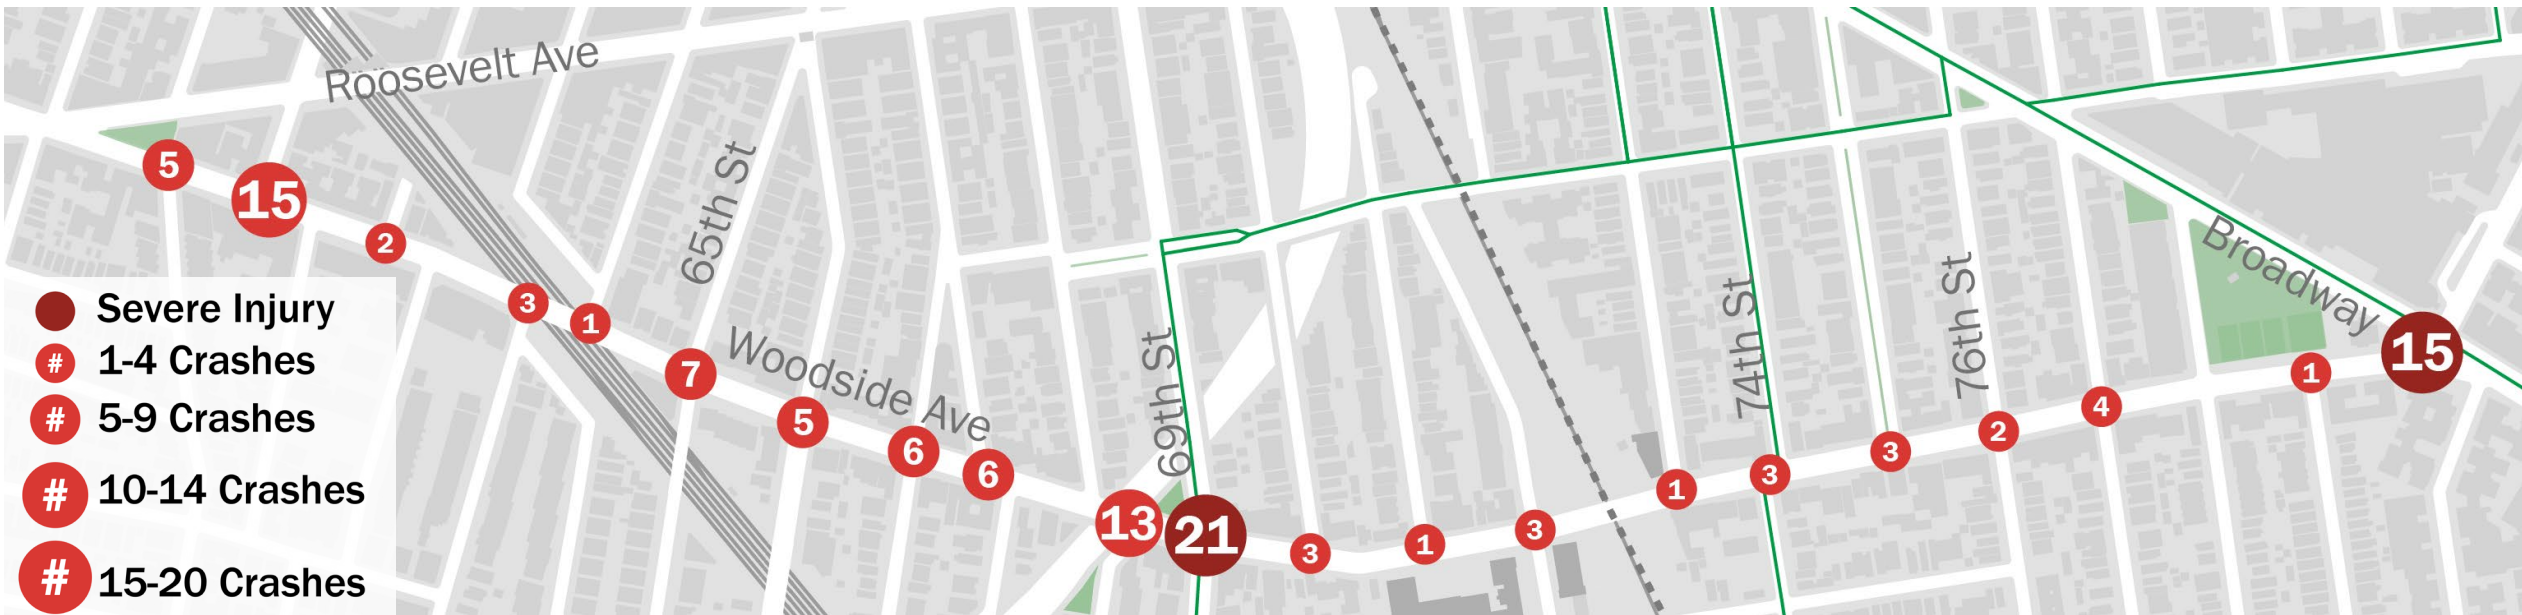 Roosevelt Ave
65th St
Woodside Ave
69th St
74th St
76th St
Broadway
5
15
2
3
1
7
5
6
6
13
21
3
1
3
1
3
3
2
4
1
15
Severe Injury
# 1-4 Crashes
# 5-9 Crashes
# 10-14 Crashes
# 15-20 Crashes